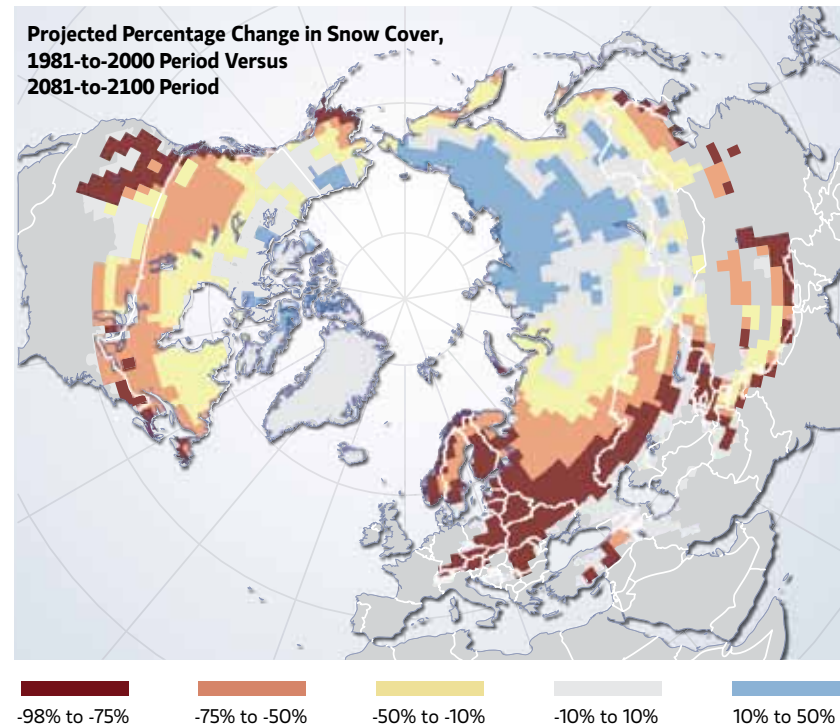 Projected Percentage Change in Snow Cover,
1981-to-2000 Period Versus
2081-to-2100 Period
-98% to -75%
-75% to -50%
-50% to -10%
-10% to 10%
10% to 50%